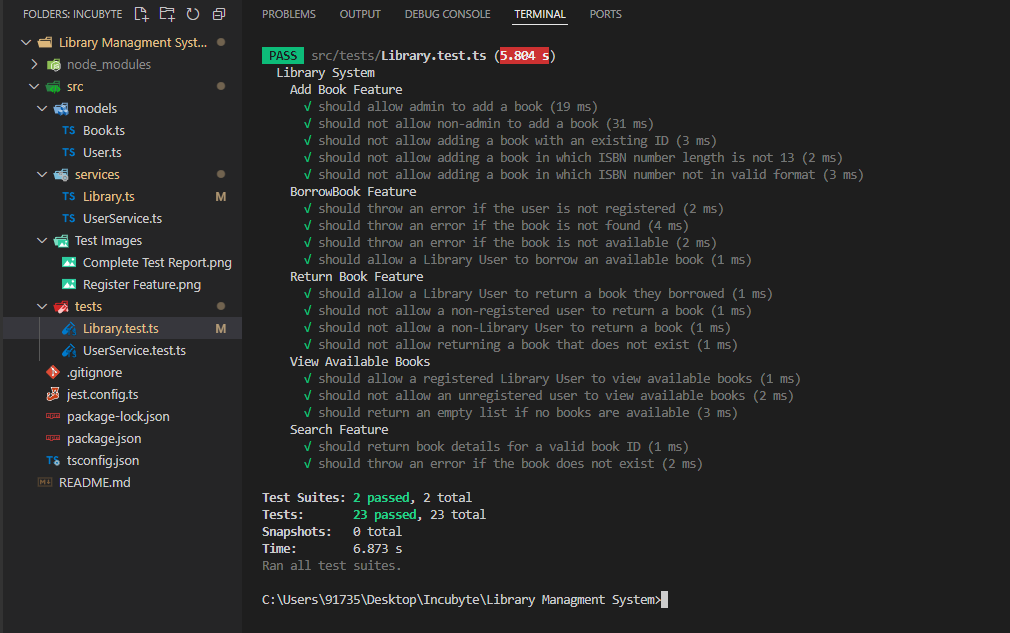 FOLDERS: INCUBYTE
Library Managment Syst...
node_modules
src
models
TS Book.ts
TS User.ts
services
TS Library.ts M
TS UserService.ts
Test Images
Complete Test Report.png
Register Feature.png
tests
Library.test.ts M
UserService.test.ts
.gitignore
jest.config.ts
package-lock.json
package.json
TS tsconfig.json
README.md
PROBLEMS OUTPUT DEBUG CONSOLE TERMINAL PORTS
PASS src/tests/Library.test.ts (5.804 s)
Library System
Add Book Feature
√ should allow admin to add a book (19 ms)
√ should not allow non-admin to add a book (31 ms)
√ should not allow adding a book with an existing ID (3 ms)
√ should not allow adding a book in which ISBN number length is not 13 (2 ms)
√ should not allow adding a book in which ISBN number not in valid format (3 ms)
BorrowBook Feature
√ should throw an error if the user is not registered (2 ms)
√ should throw an error if the book is not found (4 ms)
√ should throw an error if the book is not available (2 ms)
√ should allow a Library User to borrow an available book (1 ms)
Return Book Feature
√ should allow a Library User to return a book they borrowed (1 ms)
√ should not allow a non-registered user to return a book (1 ms)
√ should not allow a non-Library User to return a book (1 ms)
√ should not allow returning a book that does not exist (1 ms)
View Available Books
√ should allow a registered Library User to view available books (1 ms)
√ should not allow an unregistered user to view available books (2 ms)
√ should return an empty list if no books are available (3 ms)
Search Feature
√ should return book details for a valid book ID (1 ms)
√ should throw an error if the book does not exist (2 ms)
Test Suites: 2 passed, 2 total
Tests: 23 passed, 23 total
Snapshots: 0 total
Time: 6.873 s
Ran all test suites.
C:\Users\91735\Desktop\Incubyte\Library Managment System>